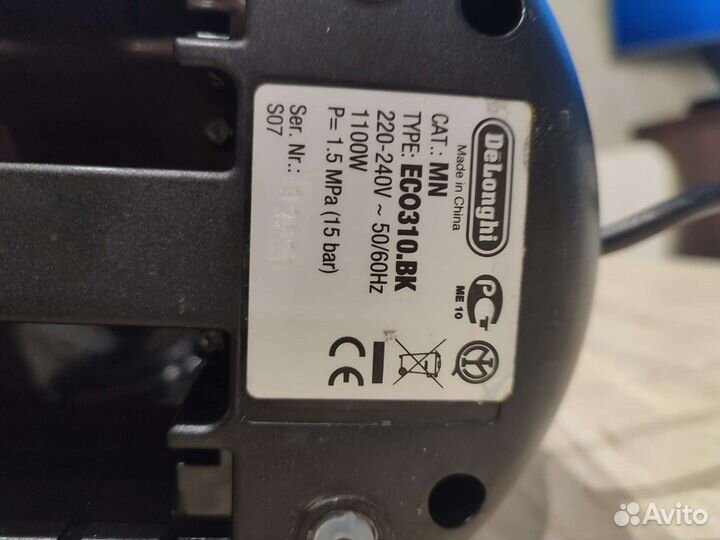 DeLonghi
Made in China
CAT.: MN
TYPE: ECO310.BK
220-240V ~ 50/60Hz
1100W
P= 1.5 MPa (15 bar)
Ser. Nr.:
S07
PG
ME 10
CE
Avito